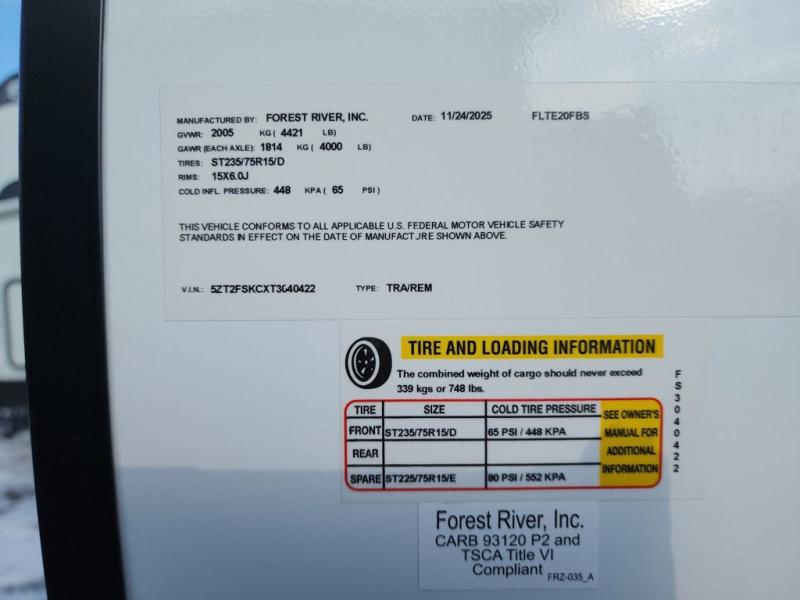 MANUFACTURED BY: FOREST RIVER, INC. DATE: 11/24/2025 FLTE20FBS
GVWR: 2005 KG ( 4421 LB)
GAWR (EACH AXLE): 1814 KG ( 4000 LB)
TIRES: ST235/75R15/D
RIMS: 15X6.0J
COLD INFL. PRESSURE: 448 KPA ( 65 PSI )
THIS VEHICLE CONFORMS TO ALL APPLICABLE U.S. FEDERAL MOTOR VEHICLE SAFETY
STANDARDS IN EFFECT ON THE DATE OF MANUFACTURE SHOWN ABOVE.
V.I.N.: 5ZT2FSKCXT3040422 TYPE: TRA/REM
TIRE AND LOADING INFORMATION
The combined weight of cargo should never exceed
339 kgs or 748 lbs.
TIRE SIZE COLD TIRE PRESSURE
FRONT ST235/75R15/D 65 PSI / 448 KPA
REAR
SPARE ST225/75R15/E 80 PSI / 552 KPA
SEE OWNER'S
MANUAL FOR
ADDITIONAL
INFORMATION
FS3040422
Forest River, Inc.
CARB 93120 P2 and
TSCA Title VI
Compliant
FRZ-035_A